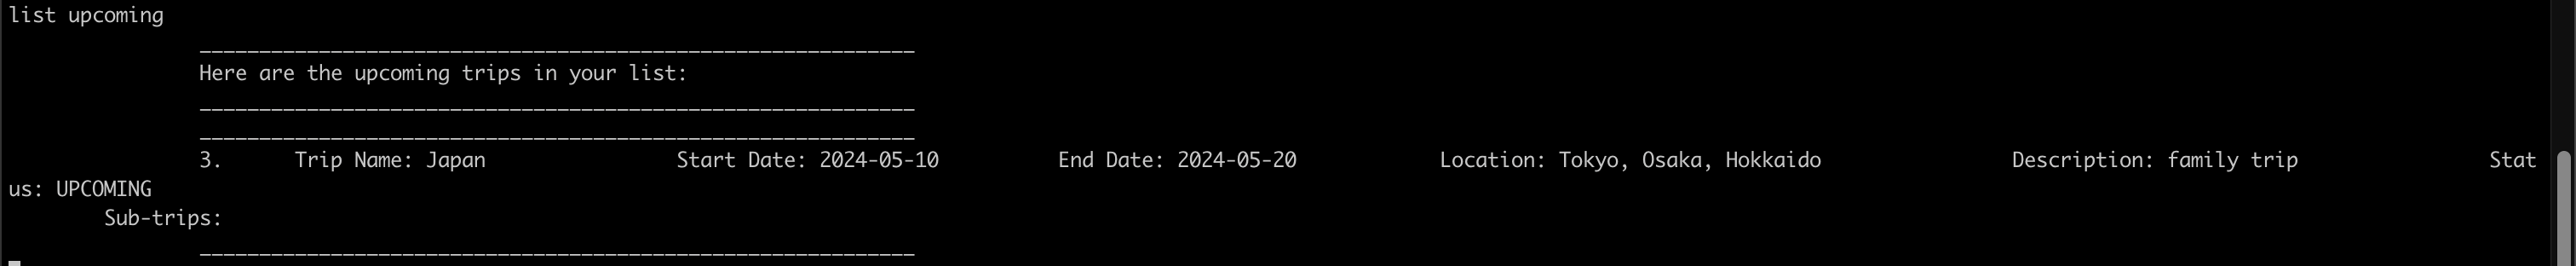 list upcoming
____________________________________________________________
Here are the upcoming trips in your list:
____________________________________________________________
____________________________________________________________
3.      Trip Name: Japan                Start Date: 2024-05-10          End Date: 2024-05-20            Location: Tokyo, Osaka, Hokkaido                Description: family trip                Stat
us: UPCOMING
Sub-trips:
____________________________________________________________